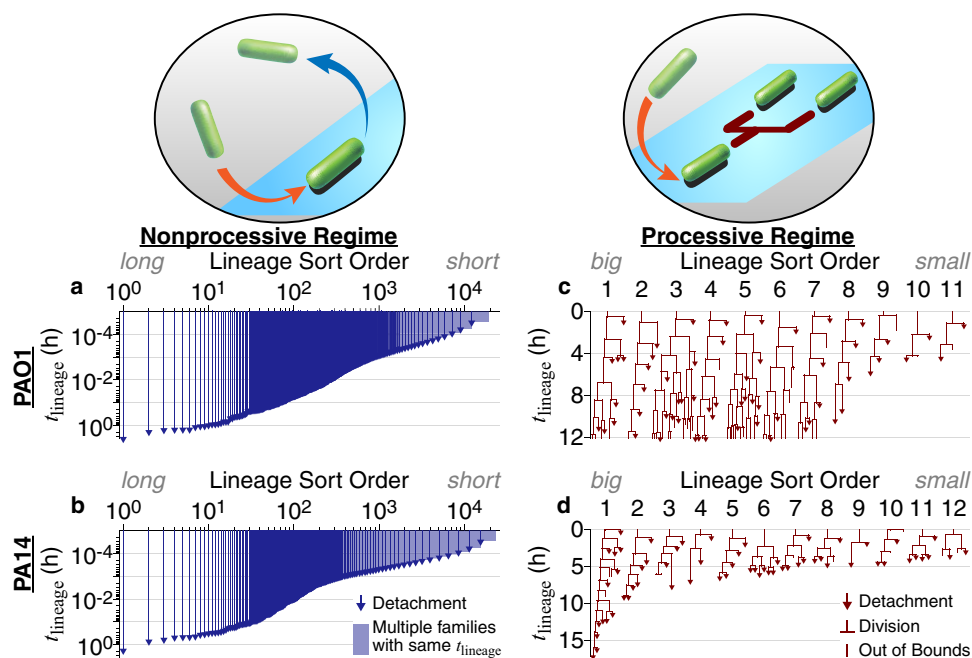 Nonprocessive Regime
long Lineage Sort Order short
a 10⁰ 10¹ 10² 10³ 10⁴
PAO1
t_lineage (h)
10⁻⁴
10⁻²
10⁰
long Lineage Sort Order short
b 10⁰ 10¹ 10² 10³ 10⁴
PA14
t_lineage (h)
10⁻⁴
10⁻²
10⁰
Detachment
Multiple families
with same t_lineage
Processive Regime
big Lineage Sort Order small
c 1 2 3 4 5 6 7 8 9 10 11
t_lineage (h)
0
4
8
12
big Lineage Sort Order small
d 1 2 3 4 5 6 7 8 9 10 11 12
t_lineage (h)
0
5
10
15
Detachment
Division
Out of Bounds